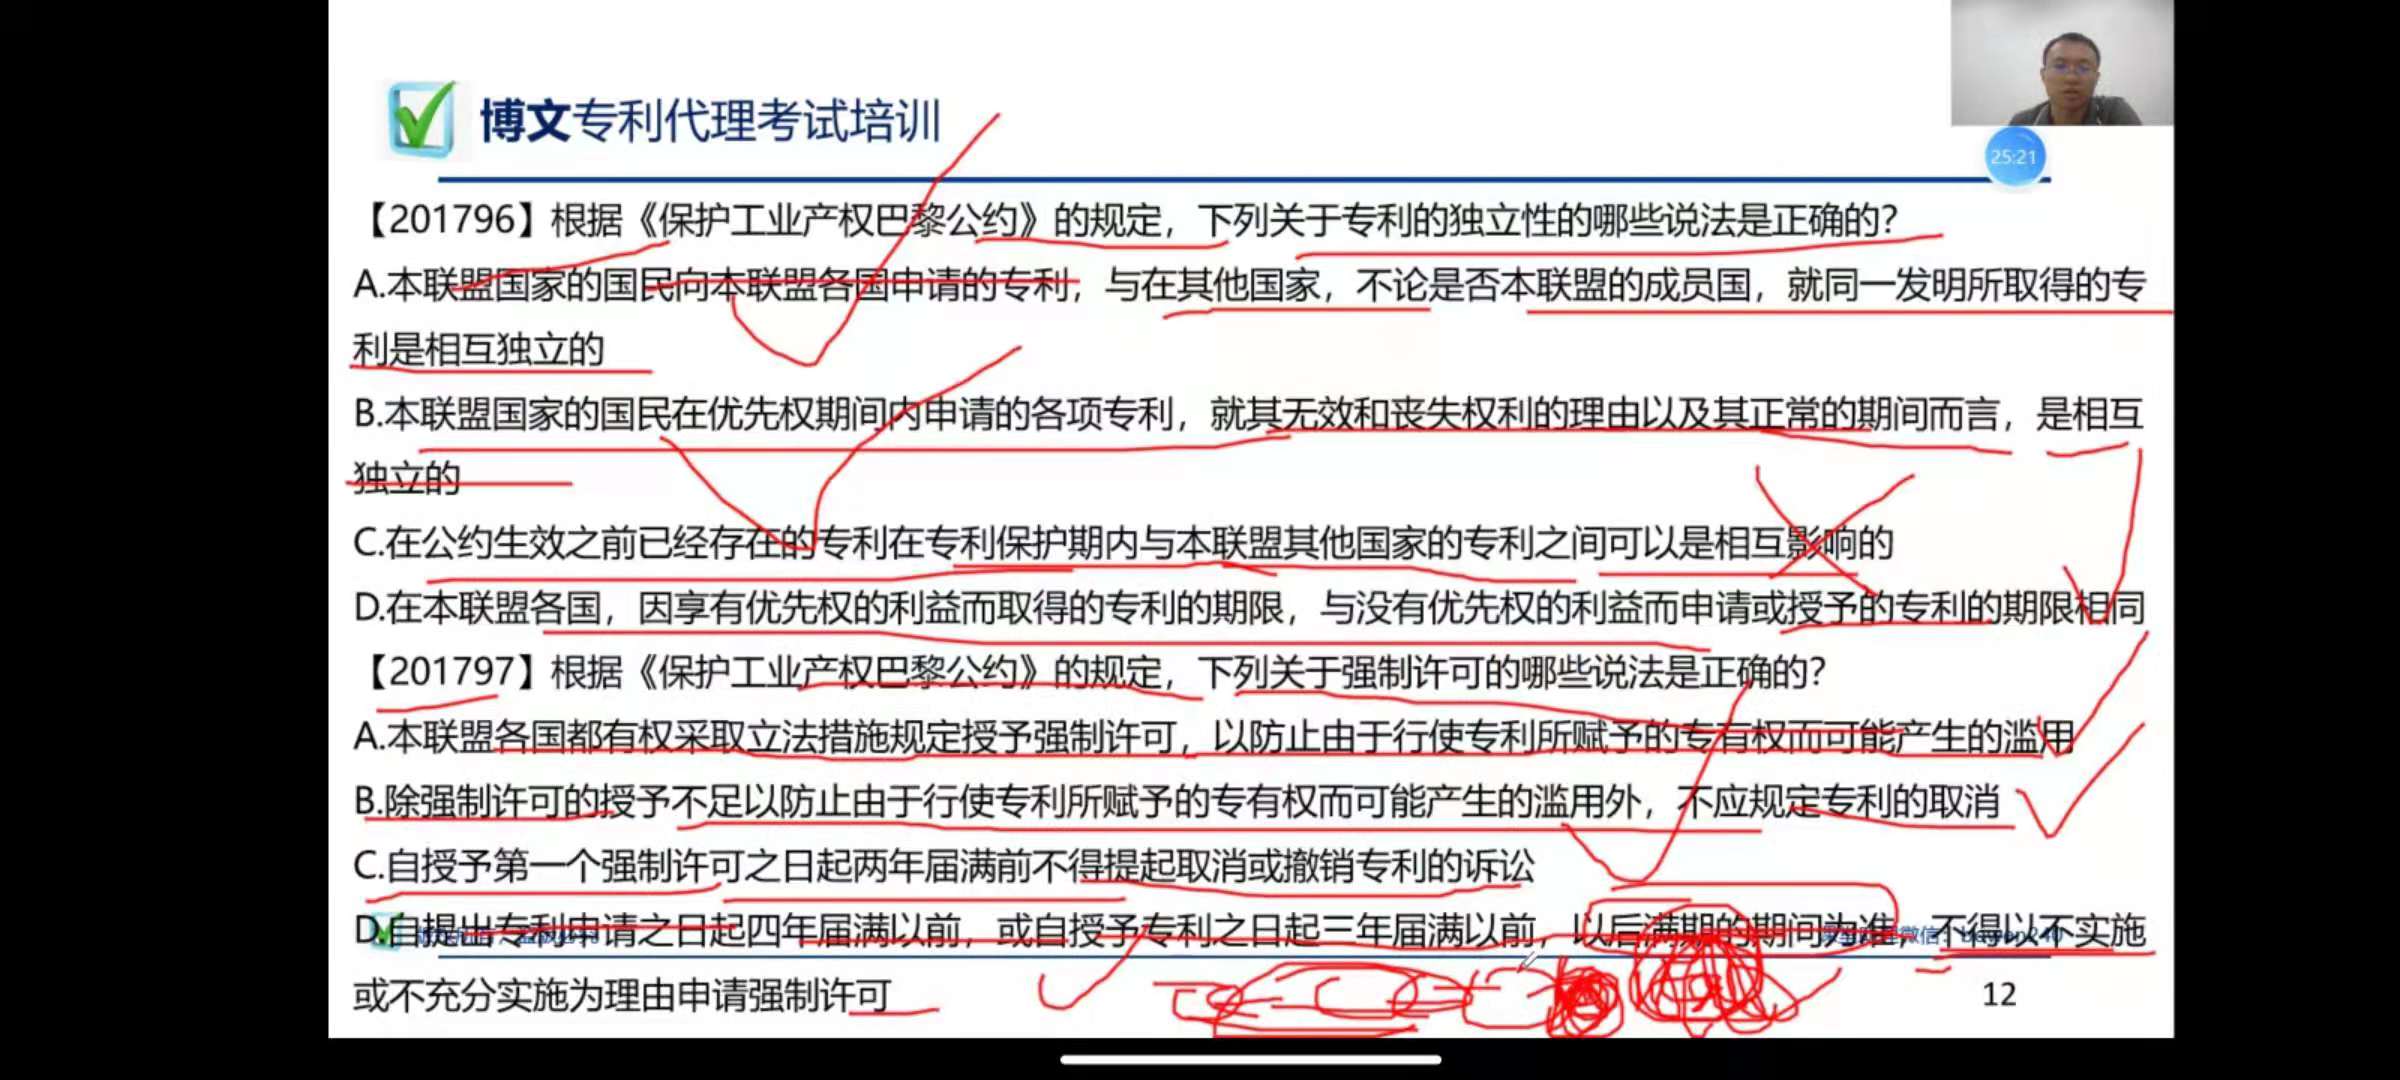 博文专利代理考试培训
25:21
【201796】根据《保护工业产权巴黎公约》的规定，下列关于专利的独立性的哪些说法是正确的？
A.本联盟国家的国民向本联盟各国申请的专利，与在其他国家，不论是否本联盟的成员国，就同一发明所取得的专
利是相互独立的
B.本联盟国家的国民在优先权期间内申请的各项专利，就其无效和丧失权利的理由以及其正常的期间而言，是相互
独立的
C.在公约生效之前已经存在的专利在专利保护期内与本联盟其他国家的专利之间可以是相互影响的
D.在本联盟各国，因享有优先权的利益而取得的专利的期限，与没有优先权的利益而申请或授予的专利的期限相同
【201797】根据《保护工业产权巴黎公约》的规定，下列关于强制许可的哪些说法是正确的？
A.本联盟各国都有权采取立法措施规定授予强制许可，以防止由于行使专利所赋予的专有权而可能产生的滥用
B.除强制许可的授予不足以防止由于行使专利所赋予的专有权而可能产生的滥用外，不应规定专利的取消
C.自授予第一个强制许可之日起两年届满前不得提起取消或撤销专利的诉讼
D.自提出专利申请之日起四年届满以前，或自授予专利之日起三年届满以前，以后满期的期间为准，不得以不实施
或不充分实施为理由申请强制许可
12